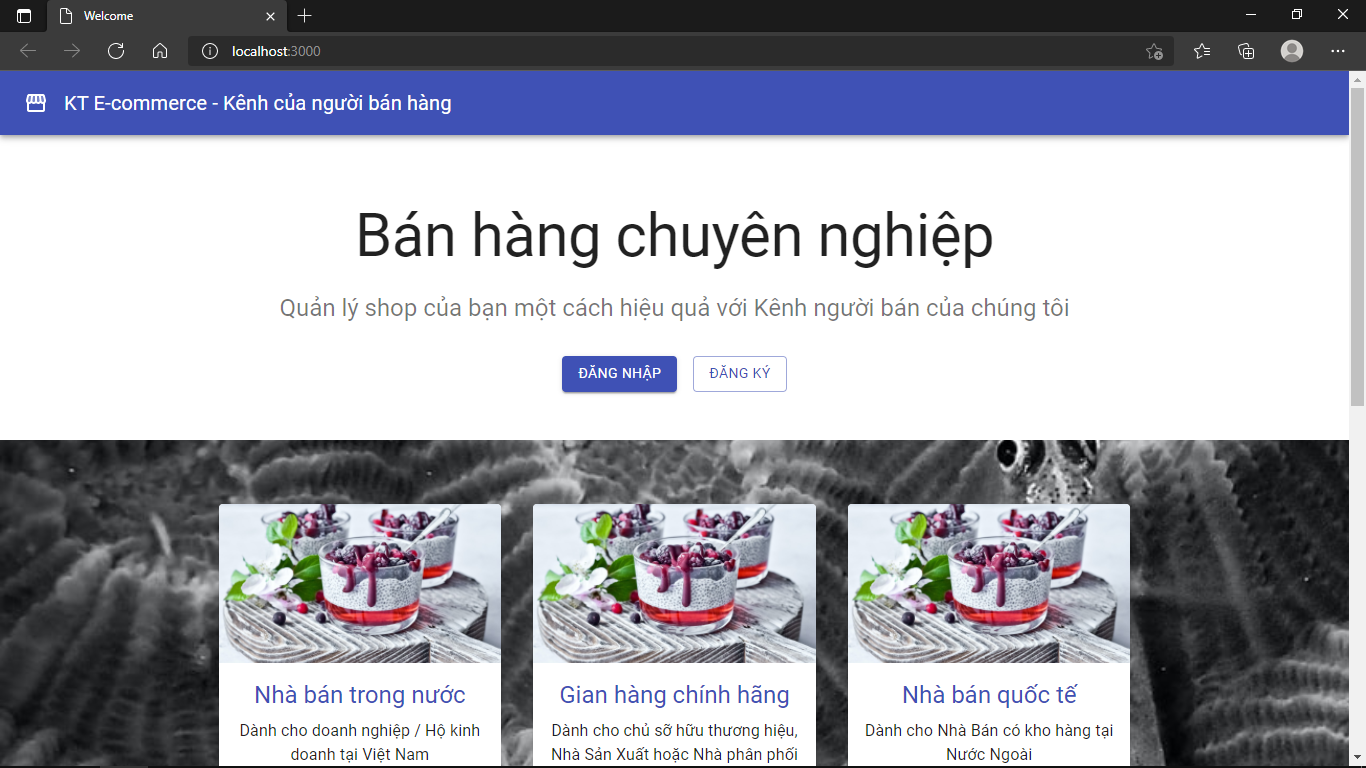 Welcome
localhost:3000
KT E-commerce - Kênh của người bán hàng
Bán hàng chuyên nghiệp
Quản lý shop của bạn một cách hiệu quả với Kênh người bán của chúng tôi
ĐĂNG NHẬP
ĐĂNG KÝ
Nhà bán trong nước
Dành cho doanh nghiệp / Hộ kinh
doanh tại Việt Nam
Gian hàng chính hãng
Dành cho chủ sỡ hữu thương hiệu,
Nhà Sản Xuất hoặc Nhà phân phối
Nhà bán quốc tế
Dành cho Nhà Bán có kho hàng tại
Nước Ngoài